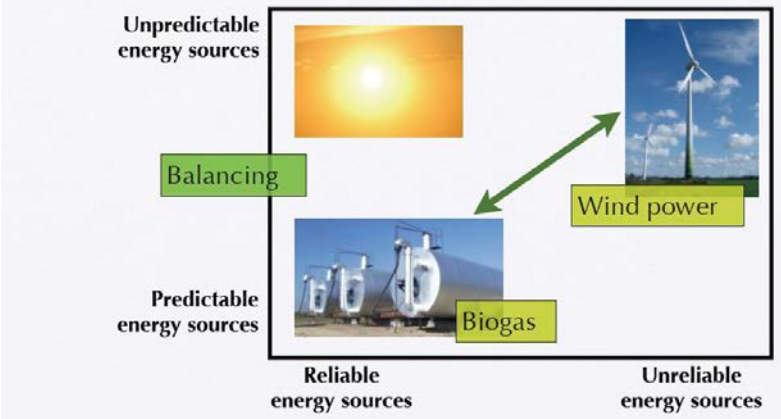 Unpredictable
energy sources
Balancing
Wind power
Predictable
energy sources
Biogas
Reliable
energy sources
Unreliable
energy sources